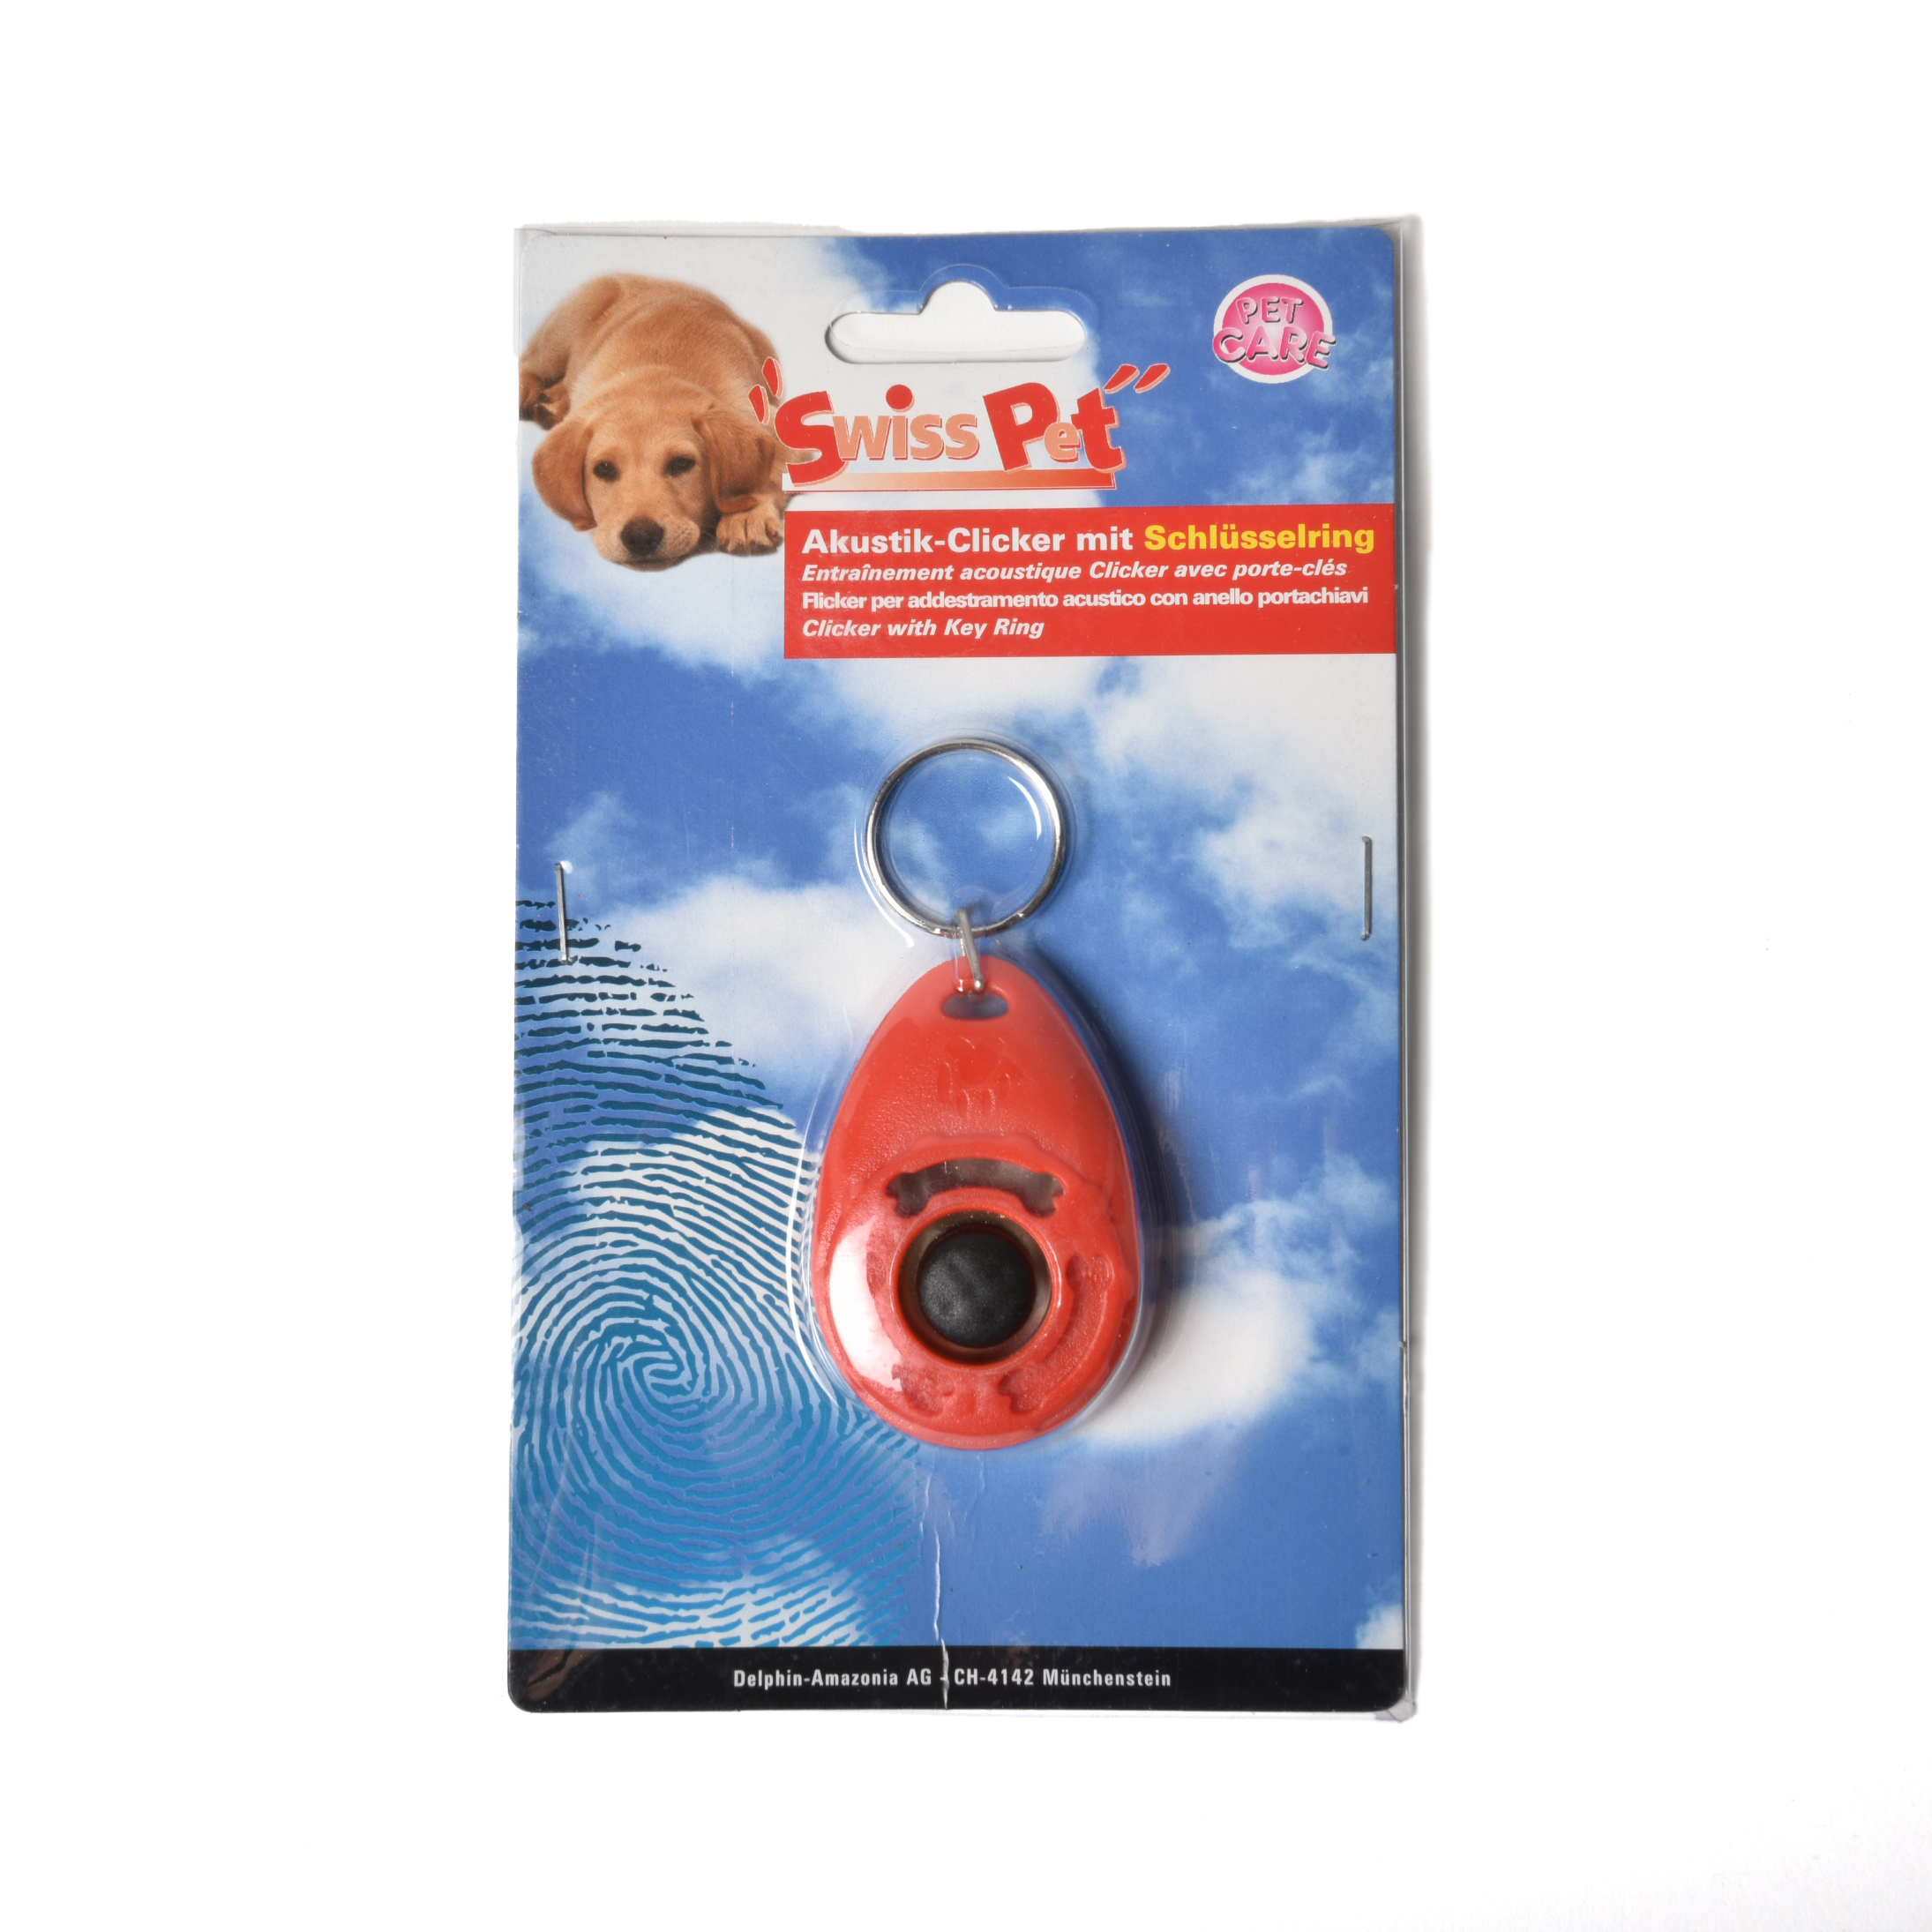 PET
CARE
"Swiss Pet"
Akustik-Clicker mit Schlüsselring
Entraînement acoustique Clicker avec porte-clés
Flicker per addestramento acustico con anello portachiavi
Clicker with Key Ring
Delphin-Amazonia AG - CH-4142 Münchenstein